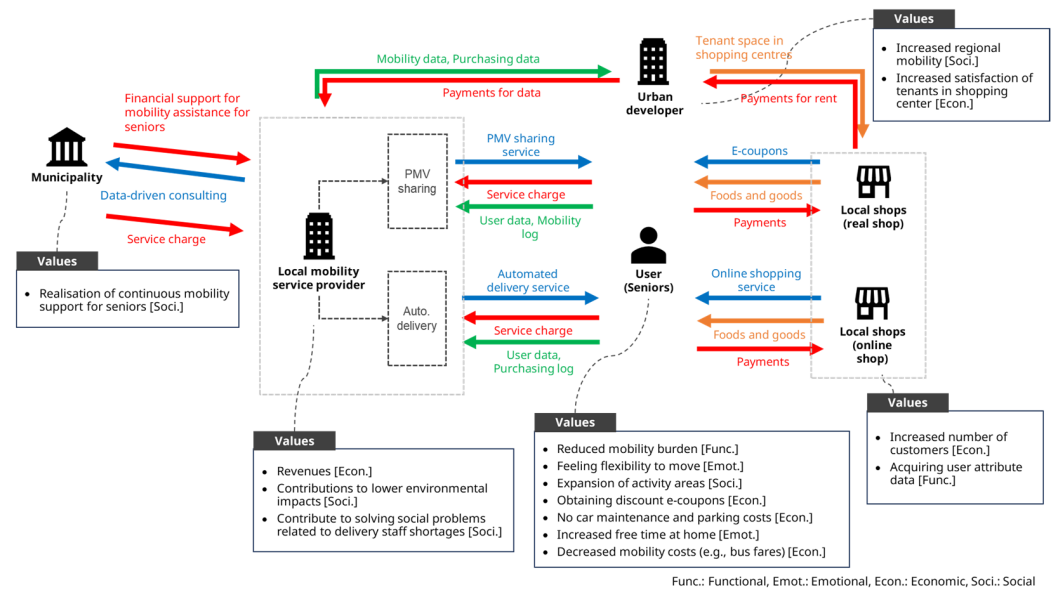 Values
• Increased regional
mobility [Soci.]
• Increased satisfaction of
tenants in shopping
center [Econ.]
Tenant space in
shopping centres
Mobility data, Purchasing data
Payments for data
Urban
developer
Payments for rent
Financial support for
mobility assistance for
seniors
Municipality
Data-driven consulting
Service charge
Values
• Realisation of continuous mobility
support for seniors [Soci.]
PMV
sharing
Local mobility
service provider
Auto.
delivery
PMV sharing
service
Service charge
User data, Mobility
log
Automated
delivery service
Service charge
User data,
Purchasing log
User
(Seniors)
E-coupons
Foods and goods
Payments
Online shopping
service
Foods and goods
Payments
Local shops
(real shop)
Local shops
(online
shop)
Values
• Revenues [Econ.]
• Contributions to lower environmental
impacts [Soci.]
• Contribute to solving social problems
related to delivery staff shortages [Soci.]
Values
• Reduced mobility burden [Func.]
• Feeling flexibility to move [Emot.]
• Expansion of activity areas [Soci.]
• Obtaining discount e-coupons [Econ.]
• No car maintenance and parking costs [Econ.]
• Increased free time at home [Emot.]
• Decreased mobility costs (e.g., bus fares) [Econ.]
Values
• Increased number of
customers [Econ.]
• Acquiring user attribute
data [Func.]
Func.: Functional, Emot.: Emotional, Econ.: Economic, Soci.: Social